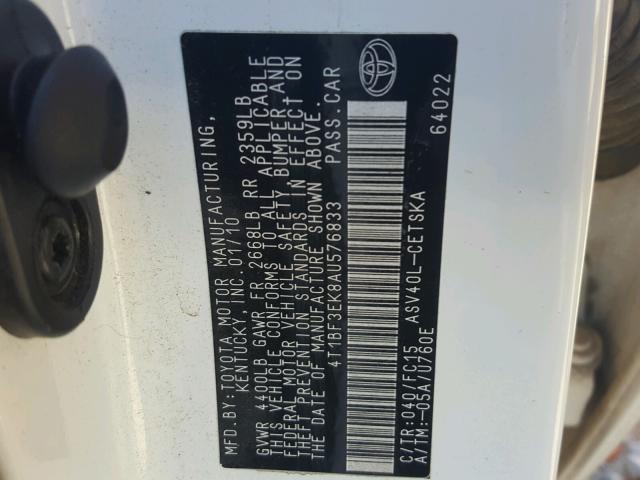 MFD.BY:TOYOTA MOTOR MANUFACTURING,
KENTUCKY, INC. 01/10
GVWR 4400LB GAWR FR 2668LB RR 2359LB
THIS VEHICLE CONFORMS TO ALL APPLICABLE
FEDERAL MOTOR VEHICLE SAFETY, BUMPER, AND
THEFT PREVENTION STANDARDS IN EFFECT ON
THE DATE OF MANUFACTURE SHOWN ABOVE.
4T1BF3EK8AU576833 PASS.CAR
C/TR:040/FC15 ASV40L-CETSKA
A/TM:-05A/U760E
64022